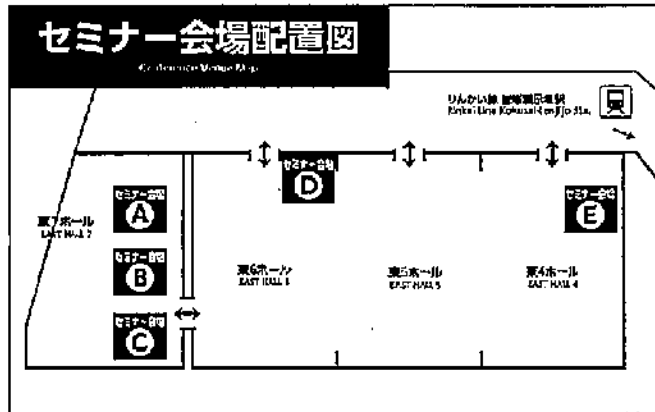 セミナー会場配置図
Conference Venue Map
りんかい線 国際展示場駅
Rinkai Line Kokusai-tenjijo Sta.
セミナー会場
D
セミナー会場
A
セミナー会場
E
東7ホール
EAST HALL 7
セミナー会場
B
東6ホール
EAST HALL 6
東5ホール
EAST HALL 5
東4ホール
EAST HALL 4
セミナー会場
C